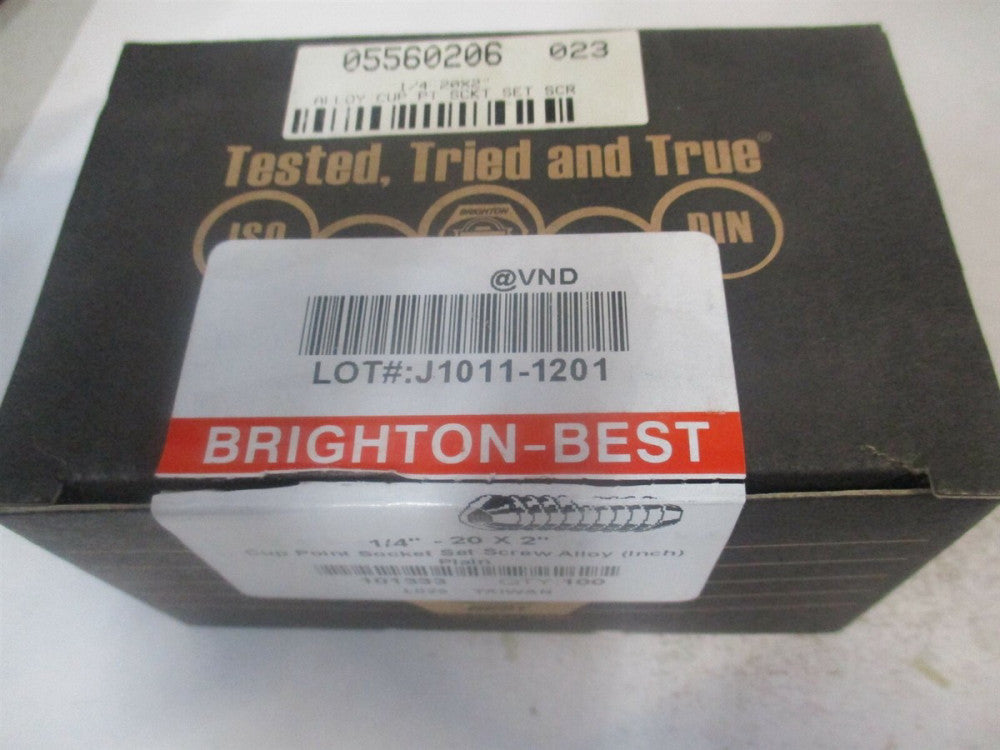 05560206 023
1/4-20X2"
ALLOY CUP PT SCKT SET SCR
Tested, Tried and True®
ISO BRIGHTON DIN
@VND
LOT#:J1011-1201
BRIGHTON-BEST
1/4" - 20 X 2"
Cup Point Socket Set Screw Alloy (Inch)
Plain
101333 QTY 100
TAIWAN